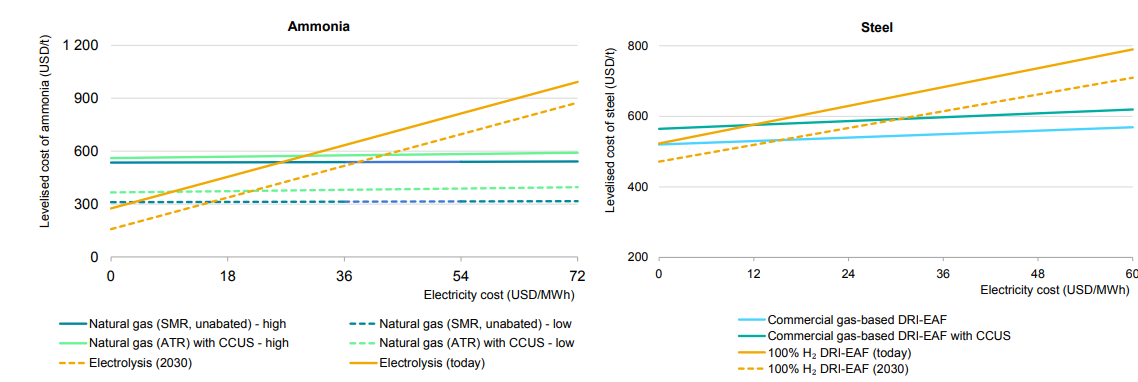 Ammonia
Levelised cost of ammonia (USD/t)
1 200
900
600
300
0
0 18 36 54 72
Electricity cost (USD/MWh)
Natural gas (SMR, unabated) - high
Natural gas (SMR, unabated) - low
Natural gas (ATR) with CCUS - high
Natural gas (ATR) with CCUS - low
Electrolysis (2030)
Electrolysis (today)
Steel
Levelised cost of steel (USD/t)
800
600
400
200
0 12 24 36 48 60
Electricity cost (USD/MWh)
Commercial gas-based DRI-EAF
Commercial gas-based DRI-EAF with CCUS
100% H₂ DRI-EAF (today)
100% H₂ DRI-EAF (2030)